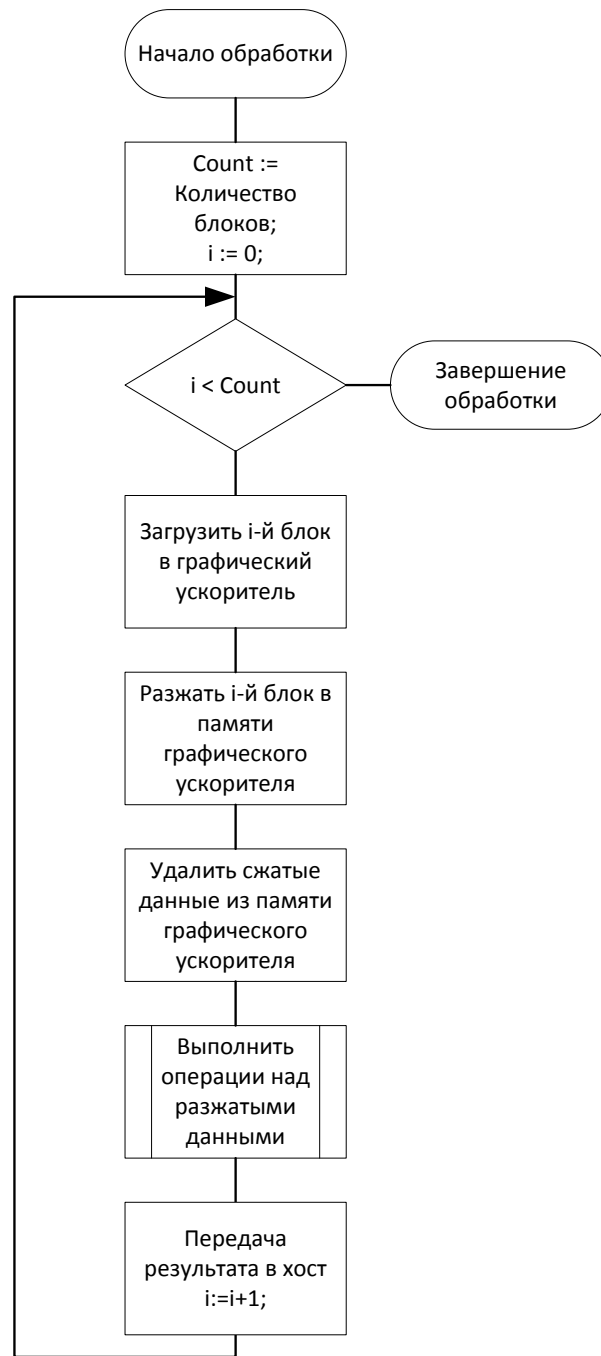 Начало обработки
Count :=
Количество
блоков;
i := 0;
i < Count
Завершение
обработки
Загрузить i-й блок
в графический
ускоритель
Разжать i-й блок в
памяти
графического
ускорителя
Удалить сжатые
данные из памяти
графического
ускорителя
Выполнить
операции над
разжатыми
данными
Передача
результата в хост
i:=i+1;